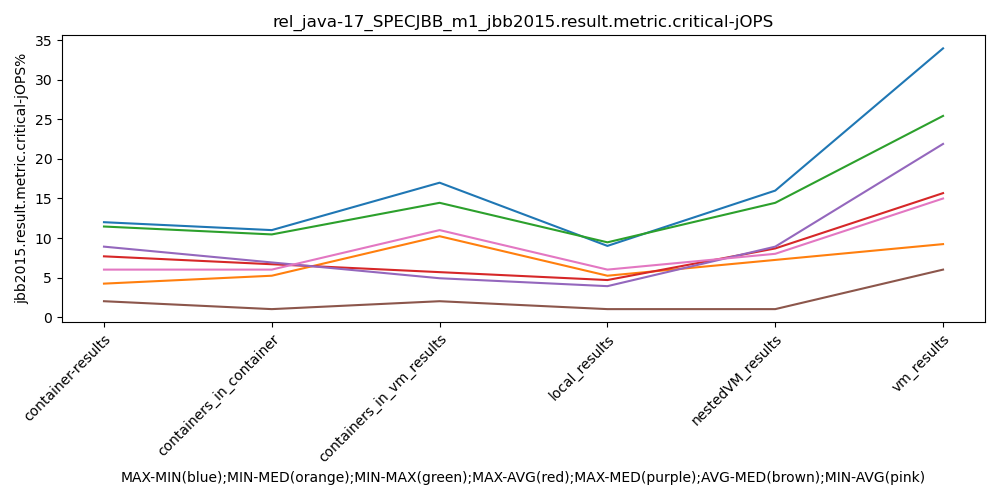 rel_java-17_SPECJBB_m1_jbb2015.result.metric.critical-jOPS
jbb2015.result.metric.critical-jOPS%
35
30
25
20
15
10
5
0
container-results
containers_in_container
containers_in_vm_results
local_results
nestedVM_results
vm_results
MAX-MIN(blue);MIN-MED(orange);MIN-MAX(green);MAX-AVG(red);MAX-MED(purple);AVG-MED(brown);MIN-AVG(pink)